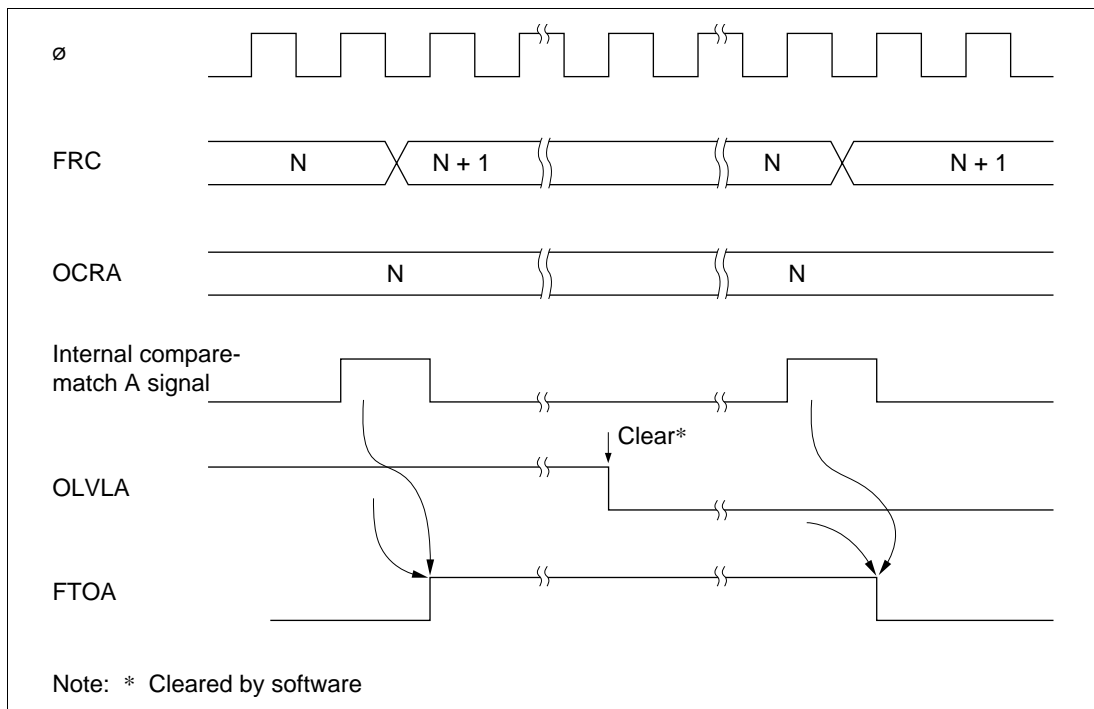 ø
FRC
N
N + 1
N
N + 1
OCRA
N
N
Internal compare-
match A signal
Clear*
OLVLA
FTOA
Note: * Cleared by software